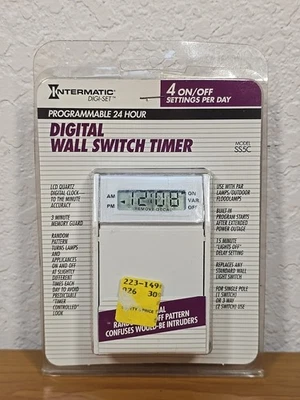 INTERMATIC
DIGI-SET™
4 ON/OFF
SETTINGS PER DAY
PROGRAMMABLE 24 HOUR
DIGITAL
WALL SWITCH TIMER
MODEL
SS5C
LCD QUARTZ
DIGITAL CLOCK—
TO THE MINUTE
ACCURACY
3 MINUTE
MEMORY GUARD
RANDOM
PATTERN
TURNS LAMPS
AND
APPLIANCES
ON AND OFF
AT SLIGHTLY
DIFFERENT
TIMES EACH
DAY TO AVOID
PREDICTABLE
"TIMER
CONTROLLED"
LOOK
AM
PM
12:08
ON
VAR.
OFF
USE WITH PAR
LAMPS/OUTDOOR
FLOODLAMPS
BUILT-IN
PROGRAM STARTS
AFTER EXTENDED
POWER OUTAGE
15 MINUTE
"LIGHTS OFF"
DELAY SETTING
REPLACES ANY
STANDARD WALL
LIGHT SWITCH
FOR SINGLE POLE
(1 SWITCH) OR
3 WAY
(2 SWITCH) USE
223-149
OFF PATTERN
CONFUSES WOULD-BE INTRUDERS